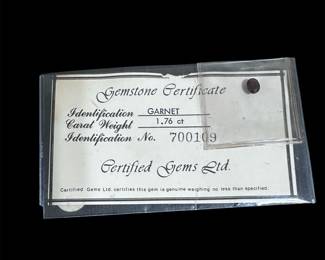 Gemstone Certificate
Identification GARNET
Carat Weight 1.76 ct
Identification No. 700109
Certified Gems Ltd.
Certified Gems Ltd. certifies this gem is genuine weighing no less than specified.